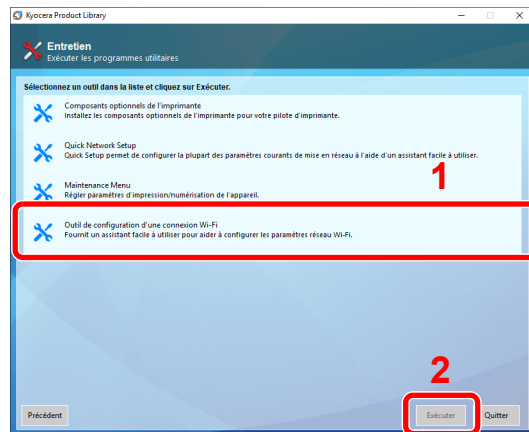 Kyocera Product Library
Entretien
Exécuter les programmes utilitaires
Sélectionnez un outil dans la liste et cliquez sur Exécuter.
Composants optionnels de l'imprimante
Installez les composants optionnels de l'imprimante pour votre pilote d'imprimante.
Quick Network Setup
Quick Setup permet de configurer la plupart des paramètres courants de mise en réseau à l'aide d'un assistant facile à utiliser.
1
Maintenance Menu
Régler paramètres d'impression/numérisation de l'appareil.
Outil de configuration d'une connexion Wi-Fi
Fournit un assistant facile à utiliser pour aider à configurer les paramètres réseau Wi-Fi.
2
Précédent
Exécuter
Quitter